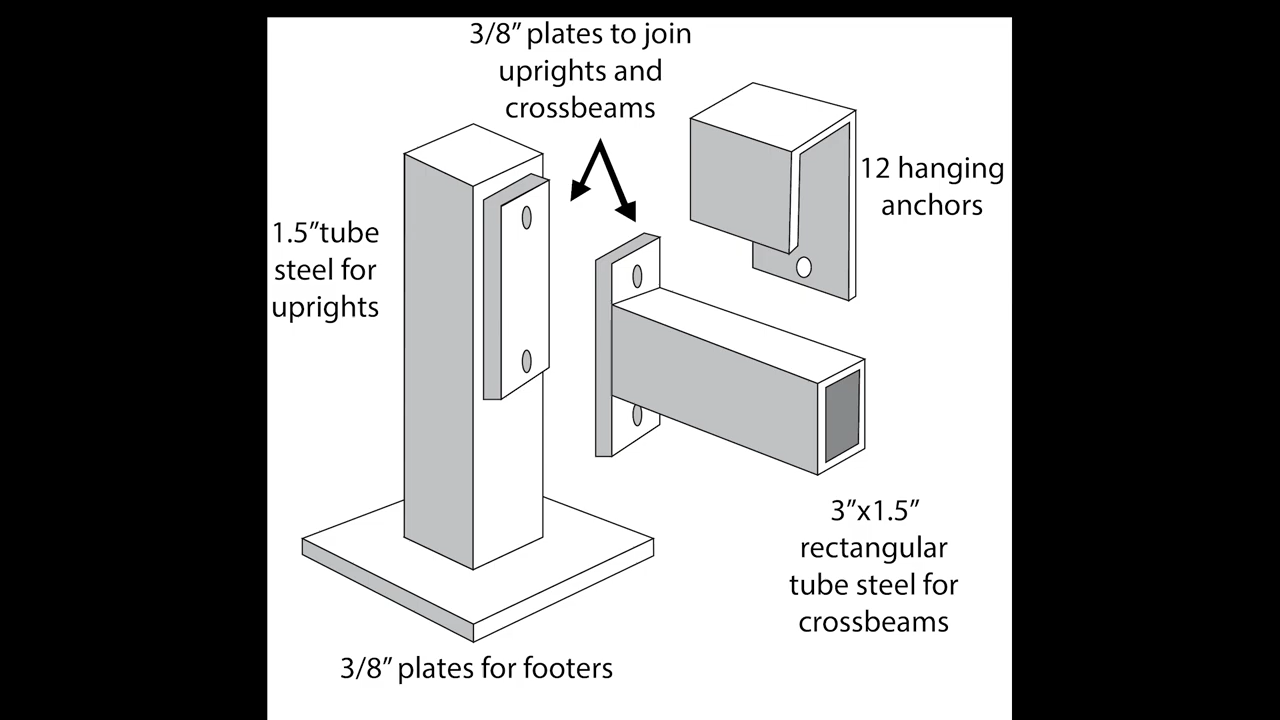 3/8” plates to join
uprights and
crossbeams
12 hanging
anchors
1.5”tube
steel for
uprights
3”x1.5”
rectangular
tube steel for
crossbeams
3/8” plates for footers